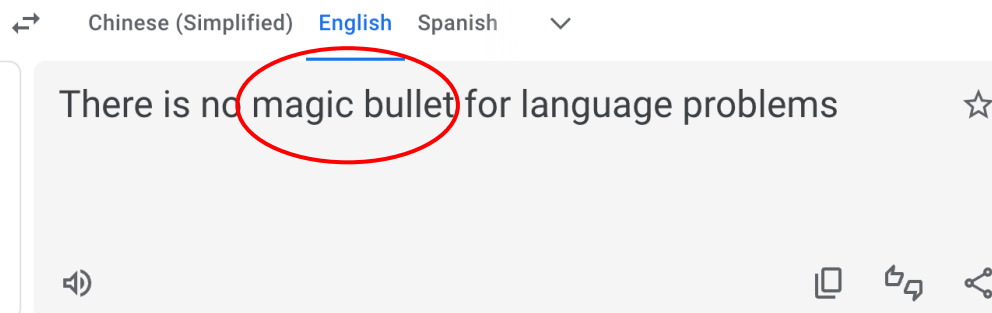 Chinese (Simplified) English Spanish
There is no magic bullet for language problems